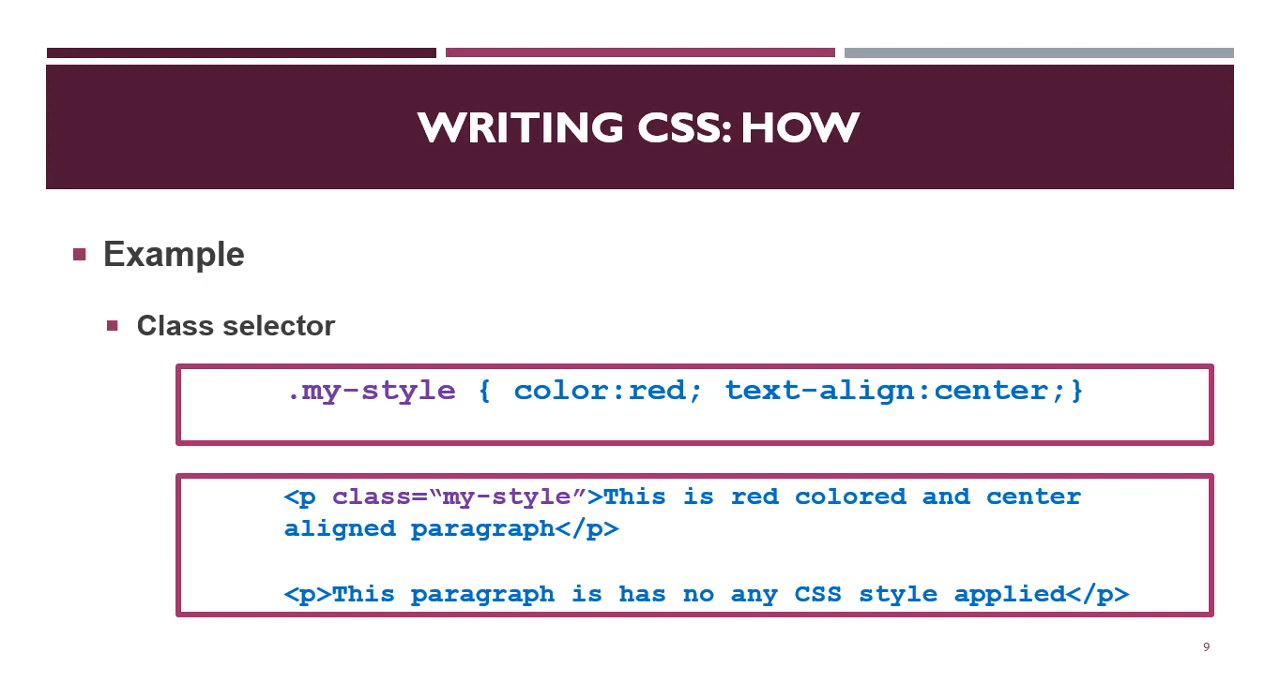 WRITING CSS: HOW
Example
Class selector
.my-style { color:red; text-align:center;}
<p class=“my-style”>This is red colored and center
aligned paragraph</p>
<p>This paragraph is has no any CSS style applied</p>
9